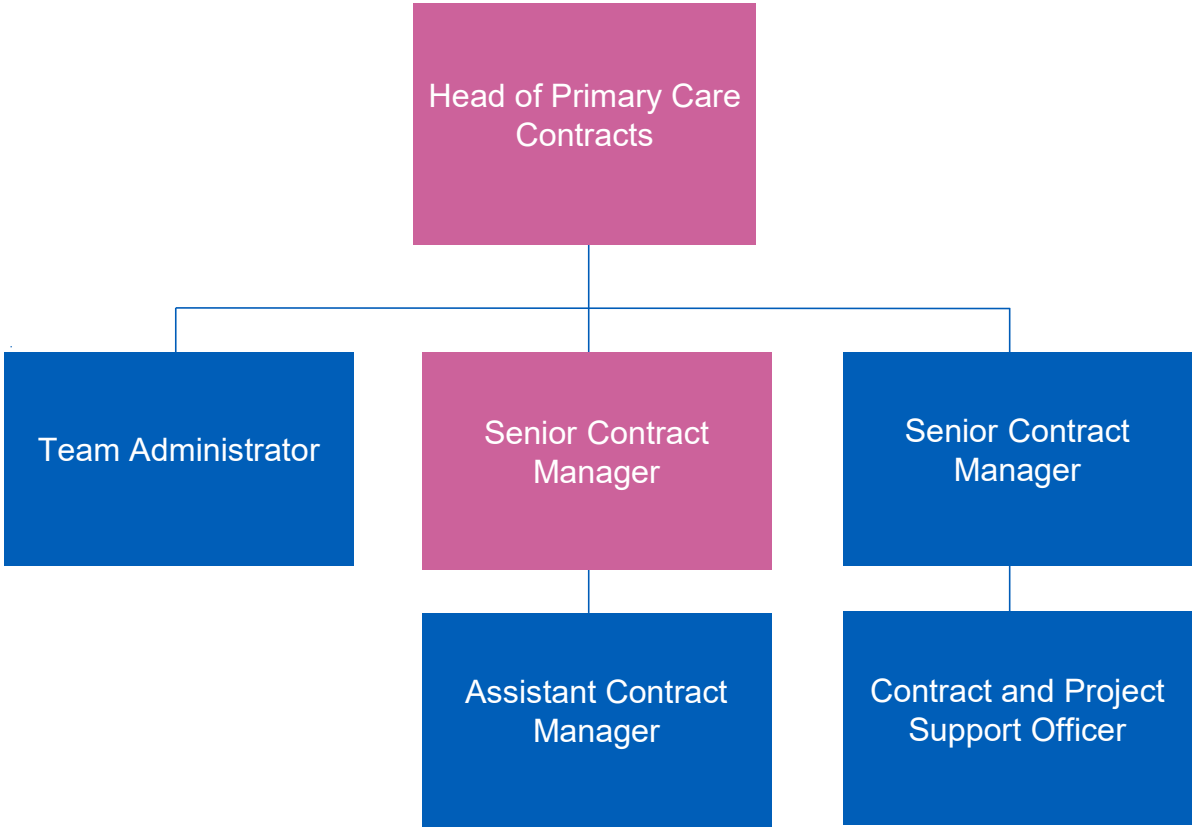 Head of Primary Care
Contracts
Team Administrator
Senior Contract
Manager
Senior Contract
Manager
Assistant Contract
Manager
Contract and Project
Support Officer